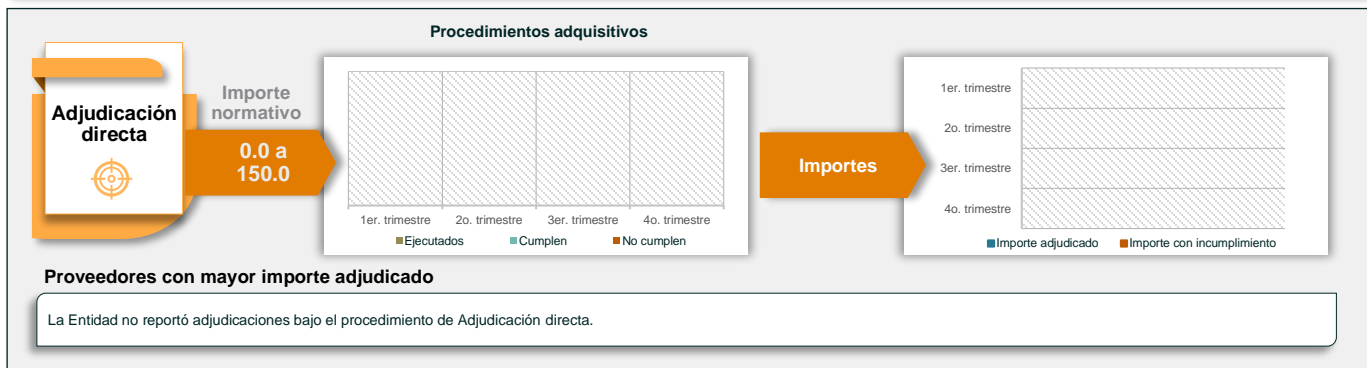 Procedimientos adquisitivos
Adjudicación
directa
Importe
normativo
0.0 a
150.0
1er. trimestre
2o. trimestre
3er. trimestre
4o. trimestre
Ejecutados
Cumplen
No cumplen
Importes
1er. trimestre
2o. trimestre
3er. trimestre
4o. trimestre
Importe adjudicado
Importe con incumplimiento
Proveedores con mayor importe adjudicado
La Entidad no reportó adjudicaciones bajo el procedimiento de Adjudicación directa.